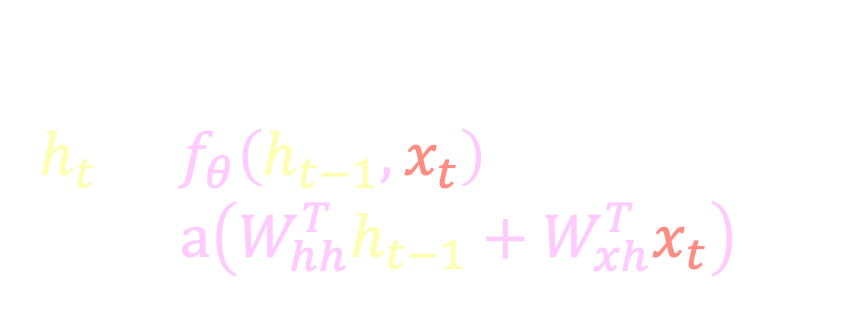 h_t f_θ(h_{t−1}, x_t)
a(W_{hh}^T h_{t−1} + W_{xh}^T x_t)